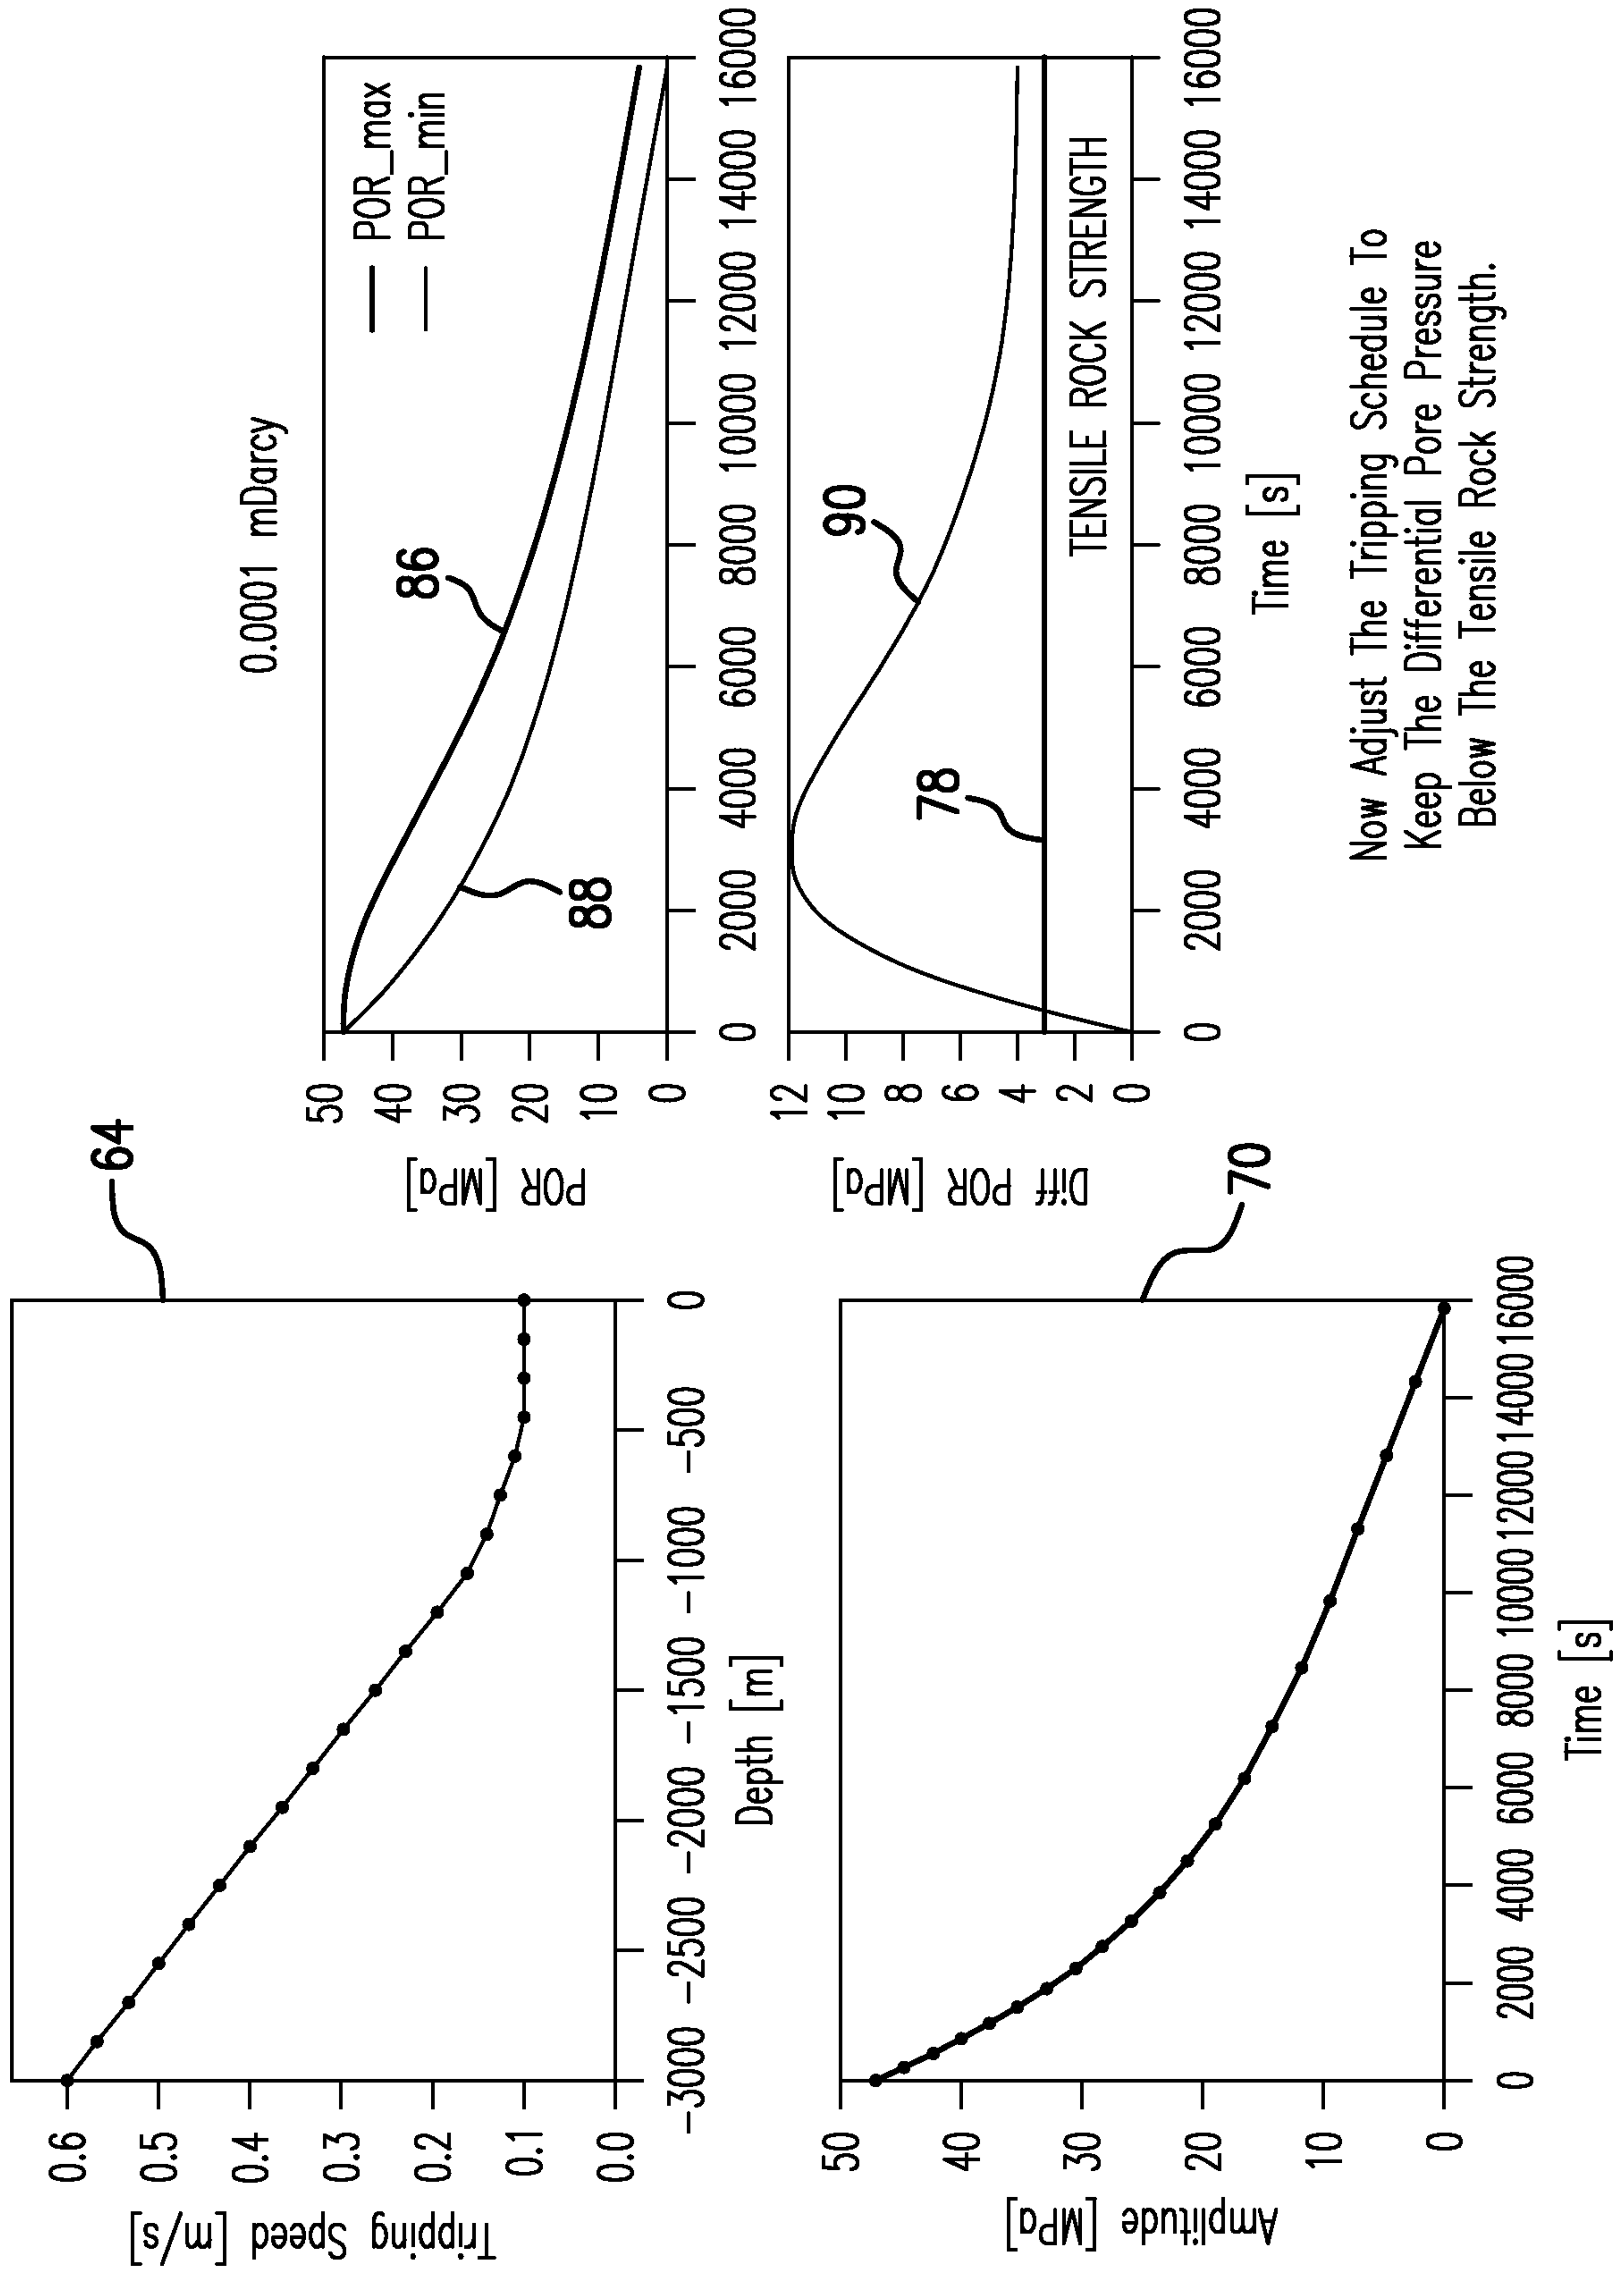 64
0.6
0.5
0.4
0.3
0.2
0.1
0.0
Tripping Speed [m/s]
-3000 -2500 -2000 -1500 -1000 -500 0
Depth [m]
70
50
40
30
20
10
0
Amplitude [MPa]
0 2000 4000 6000 8000 10000 12000 14000 16000
Time [s]
0.0001 mDarcy
POR_max
POR_min
86
88
50
40
30
20
10
0
POR [MPa]
0 2000 4000 6000 8000 10000 12000 14000 16000
90
78
TENSILE ROCK STRENGTH
12
10
8
6
4
2
0
Diff POR [MPa]
0 2000 4000 6000 8000 10000 12000 14000 16000
Time [s]
Now Adjust The Tripping Schedule To
Keep The Differential Pore Pressure
Below The Tensile Rock Strength.